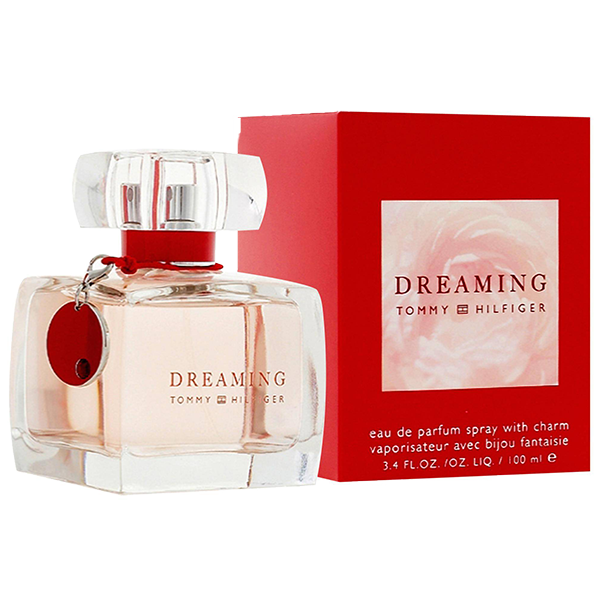 DREAMING
TOMMY HILFIGER
DREAMING
TOMMY HILFIGER
eau de parfum spray with charm
vaporisateur avec bijou fantaisie
3.4 FL.OZ. /OZ. LIQ. / 100 ml e